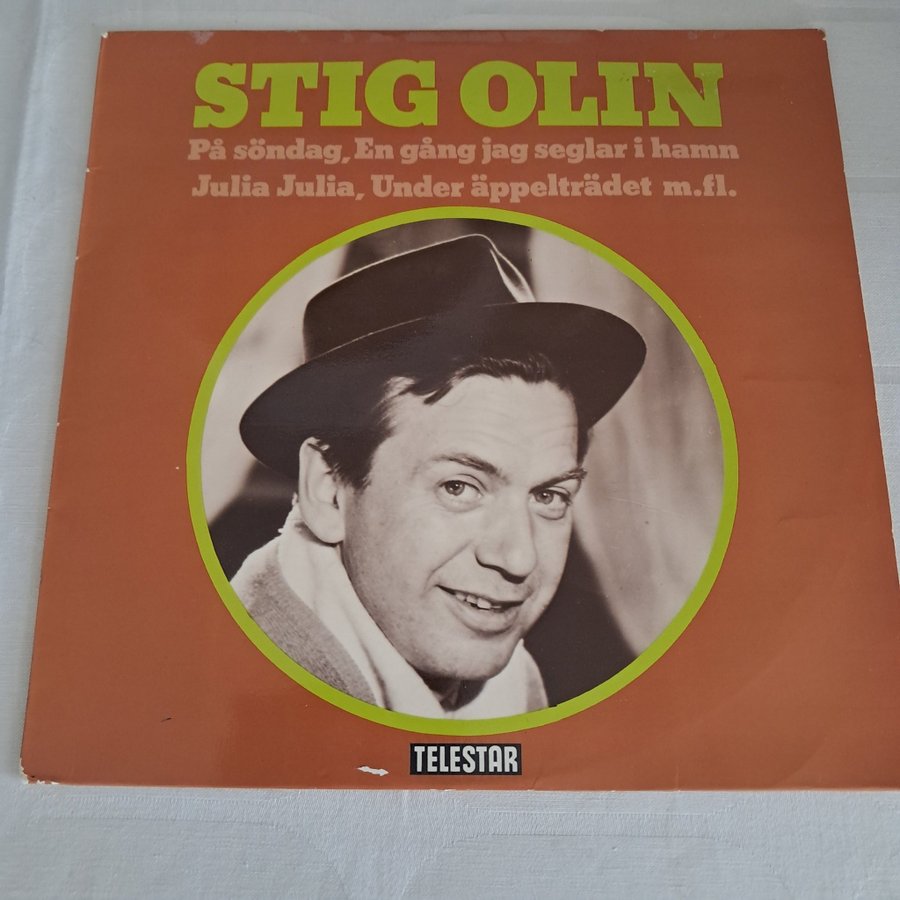 STIG OLIN
På söndag, En gång jag seglar i hamn
Julia Julia, Under äppelträdet m.fl.
TELESTAR